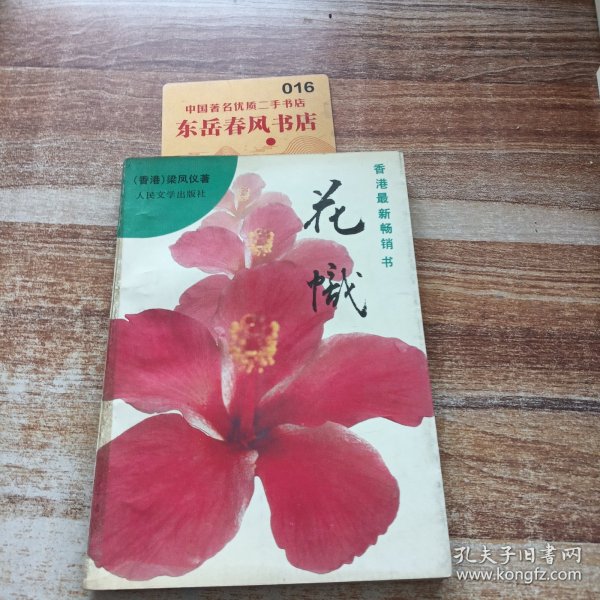 016
中国著名优质二手书店
东岳春风书店
(香港)梁凤仪著
人民文学出版社
香港最新畅销书
花帜
孔夫子旧书网
www.kongfz.com